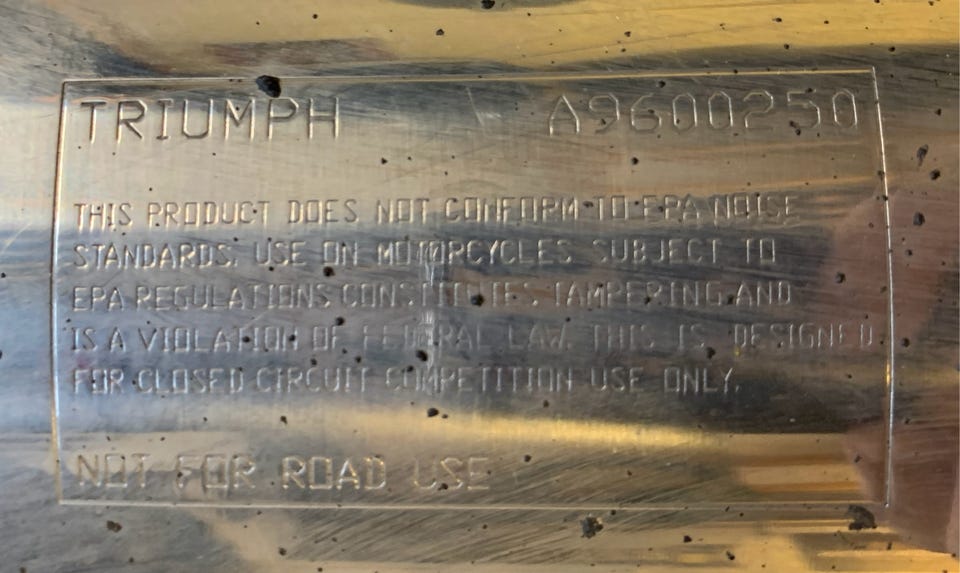 TRIUMPH A9600250
THIS PRODUCT DOES NOT CONFORM TO EPA NOISE
STANDARDS. USE ON MOTORCYCLES SUBJECT TO
EPA REGULATIONS CONSTITUTES TAMPERING AND
IS A VIOLATION OF FEDERAL LAW. THIS IS DESIGNED
FOR CLOSED CIRCUIT COMPETITION USE ONLY.
NOT FOR ROAD USE